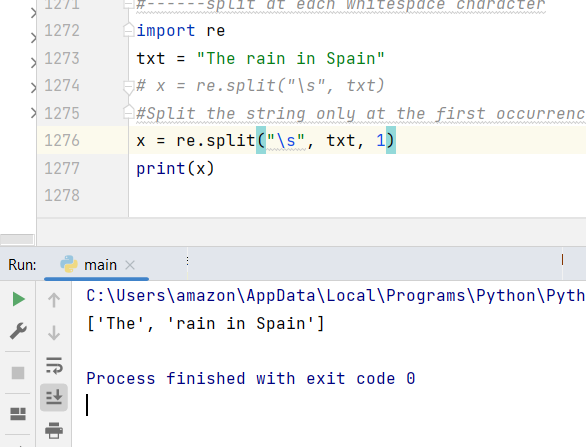 1271 #------split at each whitespace character
1272 import re
1273 txt = "The rain in Spain"
1274 # x = re.split("\s", txt)
1275 #Split the string only at the first occurrenc
1276 x = re.split("\s", txt, 1)
1277 print(x)
1278
Run: main
C:\Users\amazon\AppData\Local\Programs\Python\Pyth
['The', 'rain in Spain']
Process finished with exit code 0